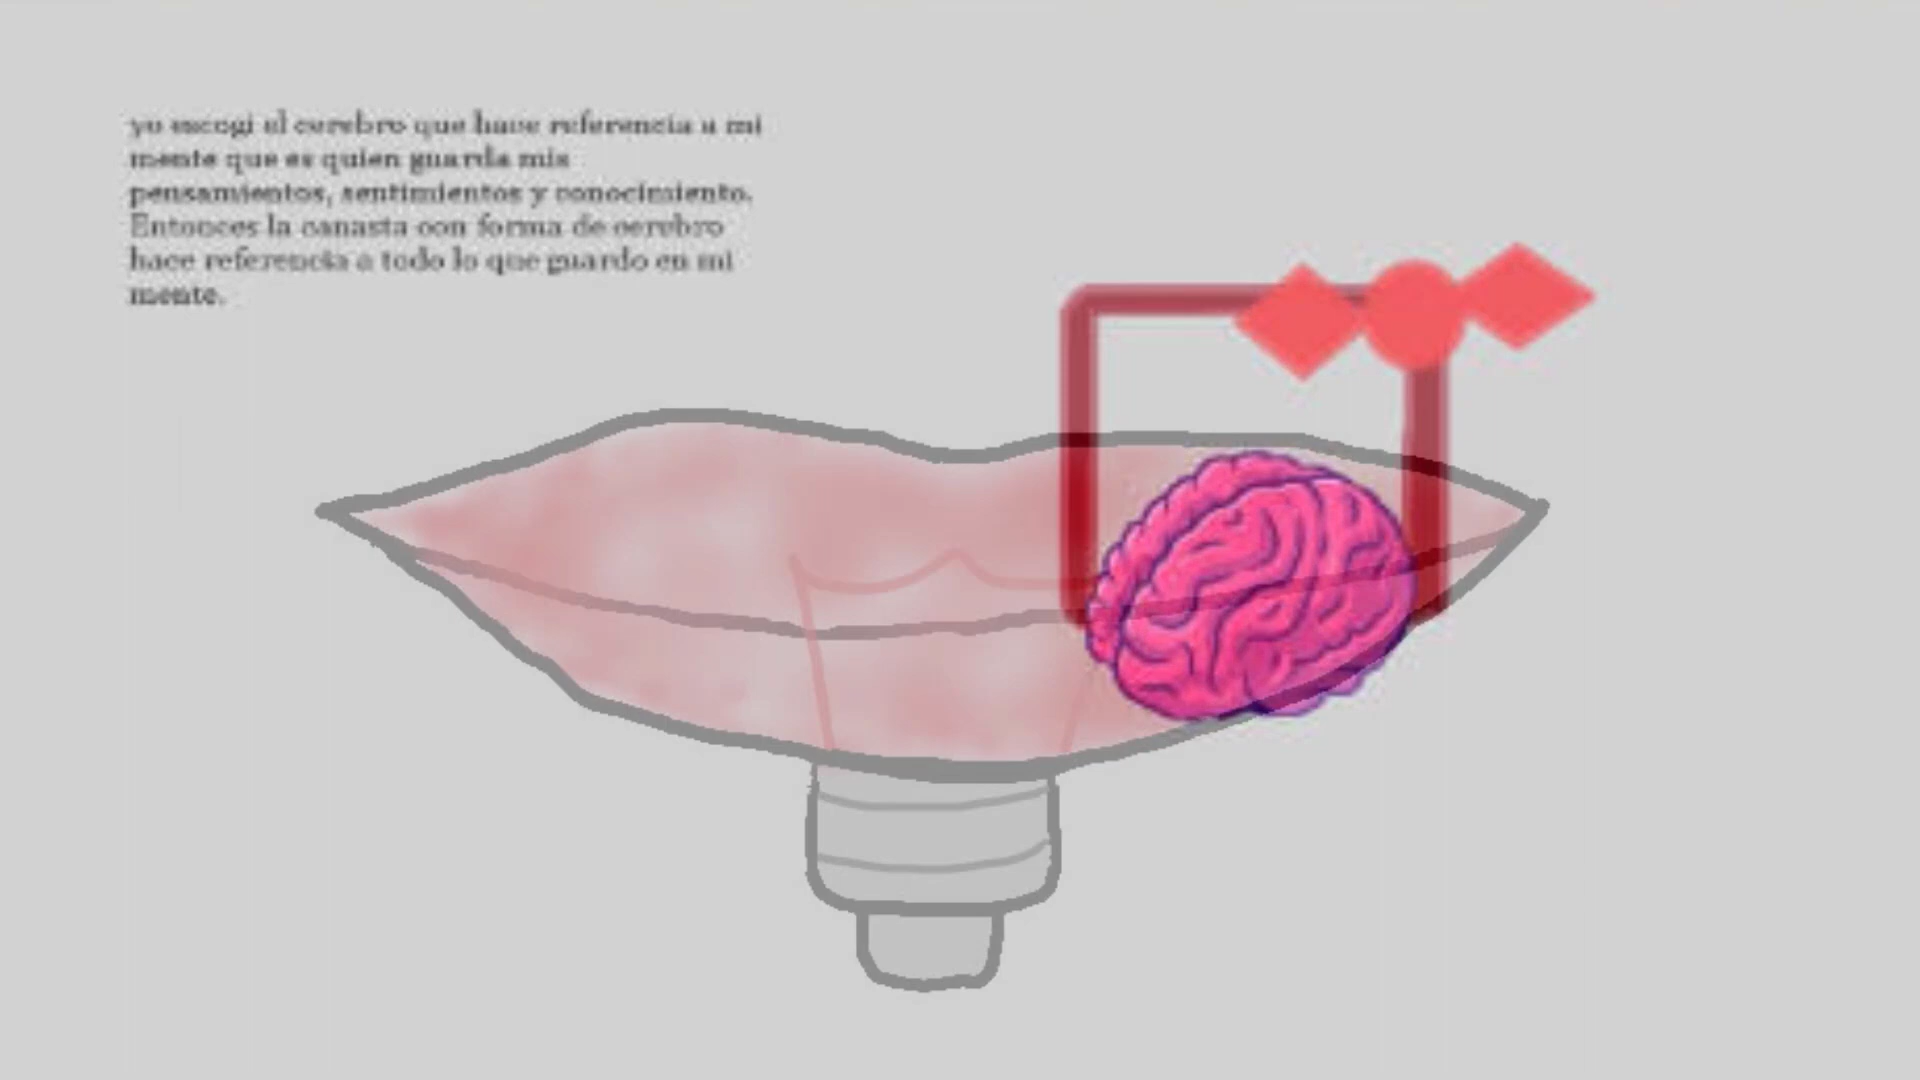 yo escogi el cerebro que hace referencia a mi
mente que es quien guarda mis
pensamientos, sentimientos y conocimiento.
Entonces la canasta con forma de cerebro
hace referencia a todo lo que guardo en mi
mente.